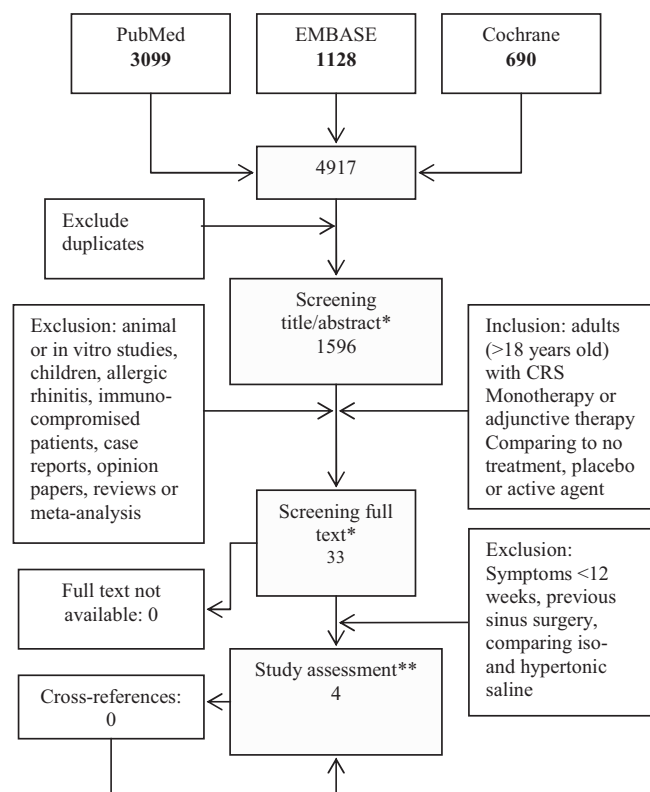 PubMed
3099
EMBASE
1128
Cochrane
690
4917
Exclude
duplicates
Screening
title/abstract*
1596
Exclusion: animal
or in vitro studies,
children, allergic
rhinitis, immuno-
compromised
patients, case
reports, opinion
papers, reviews or
meta-analysis
Inclusion: adults
(>18 years old)
with CRS
Monotherapy or
adjunctive therapy
Comparing to no
treatment, placebo
or active agent
Screening full
text*
33
Full text not
available: 0
Exclusion:
Symptoms <12
weeks, previous
sinus surgery,
comparing iso-
and hypertonic
saline
Study assessment**
4
Cross-references:
0